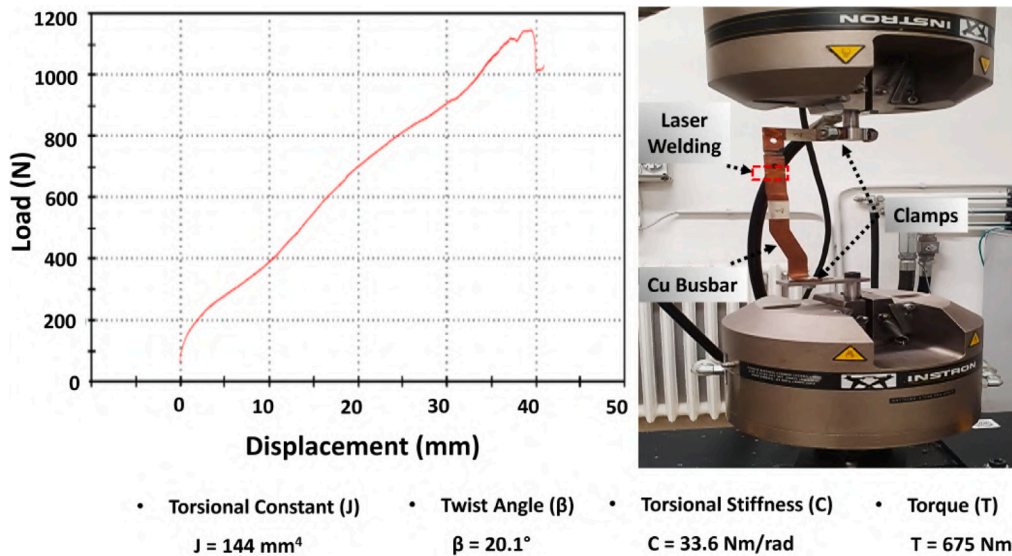 1200
1000
800
600
400
200
0
Load (N)
0 10 20 30 40 50
Displacement (mm)
INSTRON
Laser
Welding
Clamps
Cu Busbar
INSTRON
• Torsional Constant (J) • Twist Angle (β) • Torsional Stiffness (C) • Torque (T)
J = 144 mm⁴ β = 20.1° C = 33.6 Nm/rad T = 675 Nm